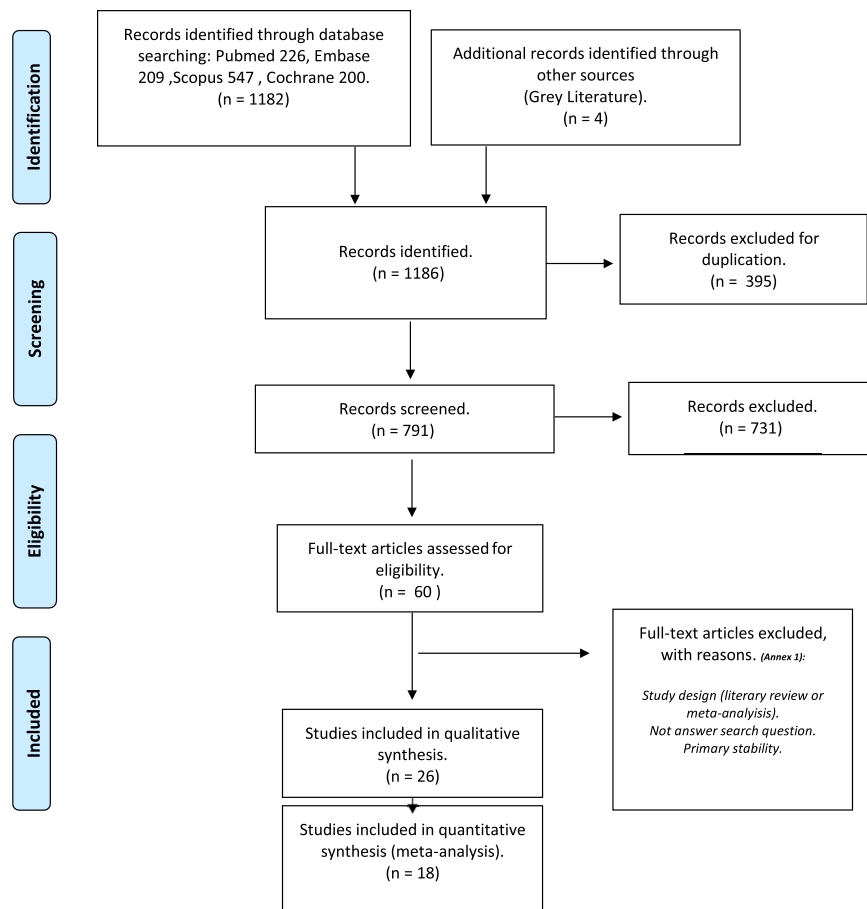 Identification
Records identified through database
searching: Pubmed 226, Embase
209 ,Scopus 547 , Cochrane 200.
(n = 1182)
Additional records identified through
other sources
(Grey Literature).
(n = 4)
Records identified.
(n = 1186)
Records excluded for
duplication.
(n = 395)
Screening
Records screened.
(n = 791)
Records excluded.
(n = 731)
Eligibility
Full-text articles assessed for
eligibility.
(n = 60 )
Full-text articles excluded,
with reasons. (Annex 1):
Study design (literary review or
meta-analyisis).
Not answer search question.
Primary stability.
Included
Studies included in qualitative
synthesis.
(n = 26)
Studies included in quantitative
synthesis (meta-analysis).
(n = 18)